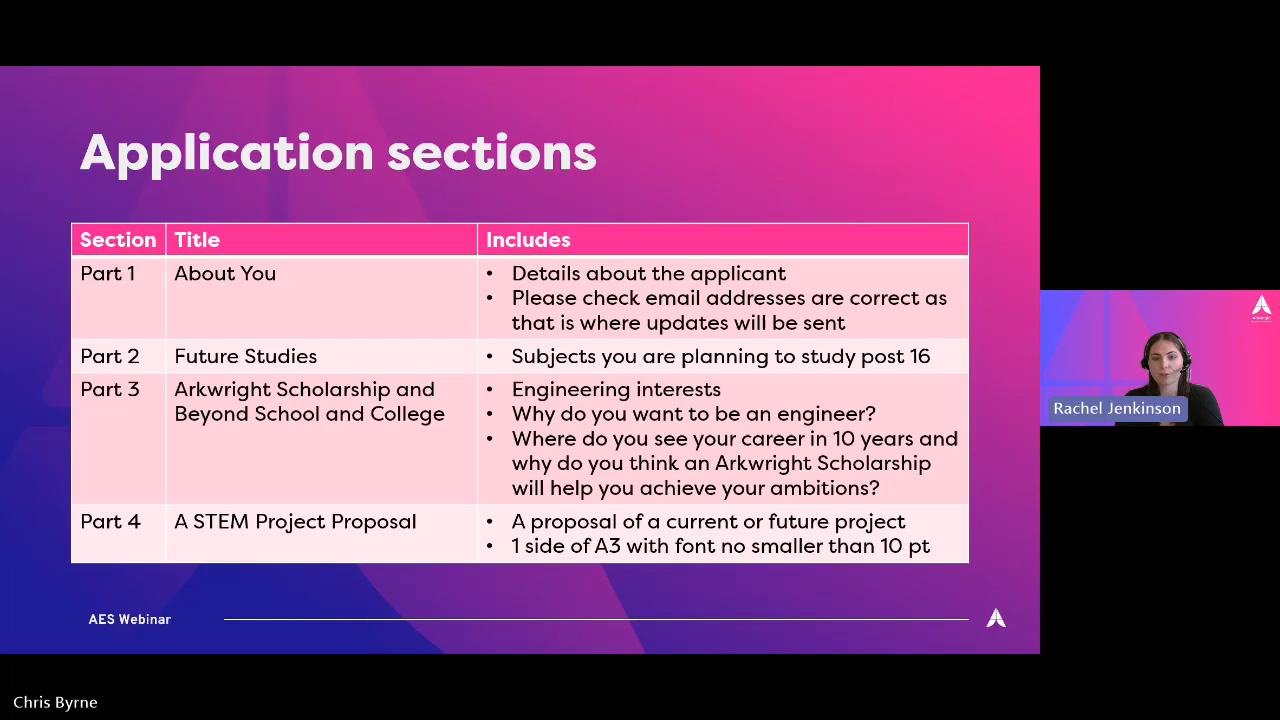 Application sections
Section Title Includes
Part 1 About You • Details about the applicant
• Please check email addresses are correct as
that is where updates will be sent
Part 2 Future Studies • Subjects you are planning to study post 16
Part 3 Arkwright Scholarship and • Engineering interests
Beyond School and College • Why do you want to be an engineer?
• Where do you see your career in 10 years and
why do you think an Arkwright Scholarship
will help you achieve your ambitions?
Part 4 A STEM Project Proposal • A proposal of a current or future project
• 1 side of A3 with font no smaller than 10 pt
AES Webinar
Rachel Jenkinson
Chris Byrne